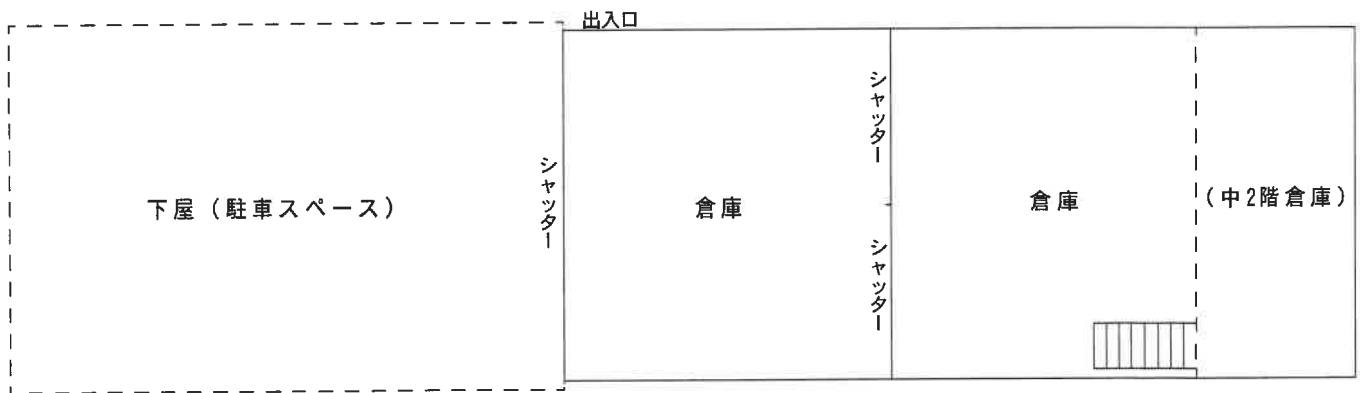 出入口
下屋（駐車スペース）
シャッター
倉庫
シャッター
シャッター
倉庫
（中2階倉庫）